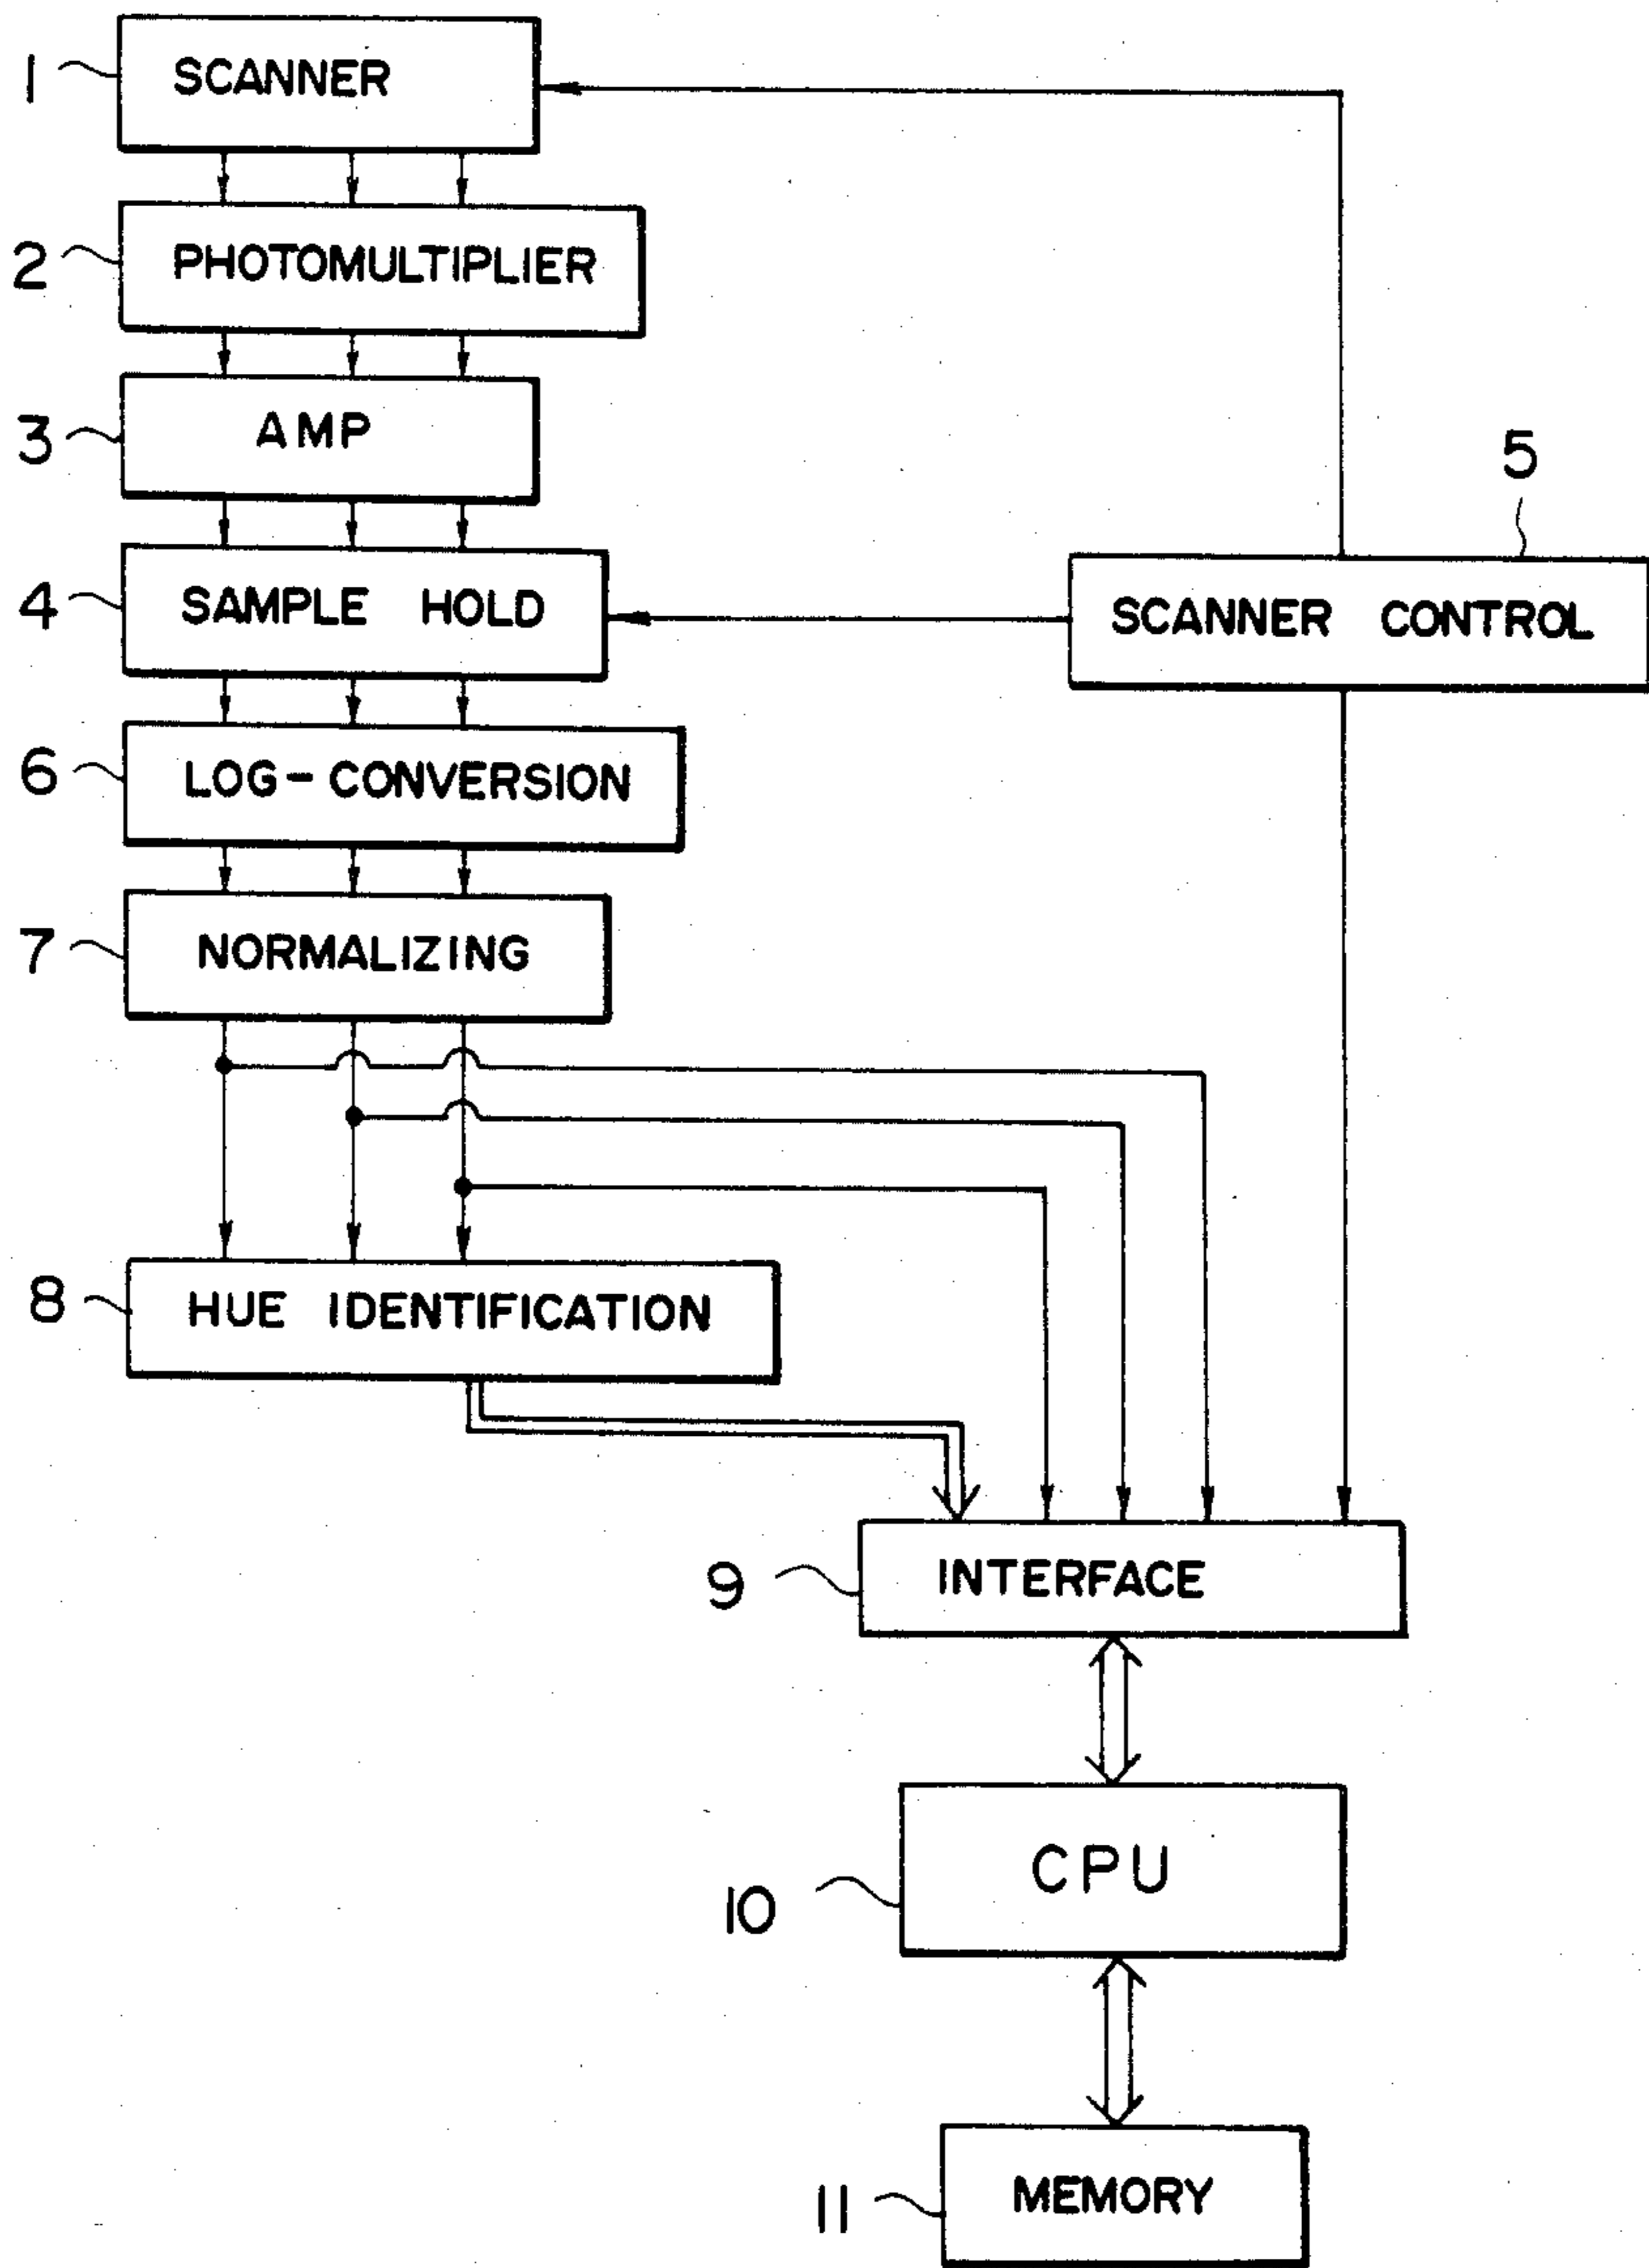 1 SCANNER
2 PHOTOMULTIPLIER
3 AMP
5
4 SAMPLE HOLD
SCANNER CONTROL
6 LOG-CONVERSION
7 NORMALIZING
8 HUE IDENTIFICATION
9 INTERFACE
10 CPU
11 MEMORY